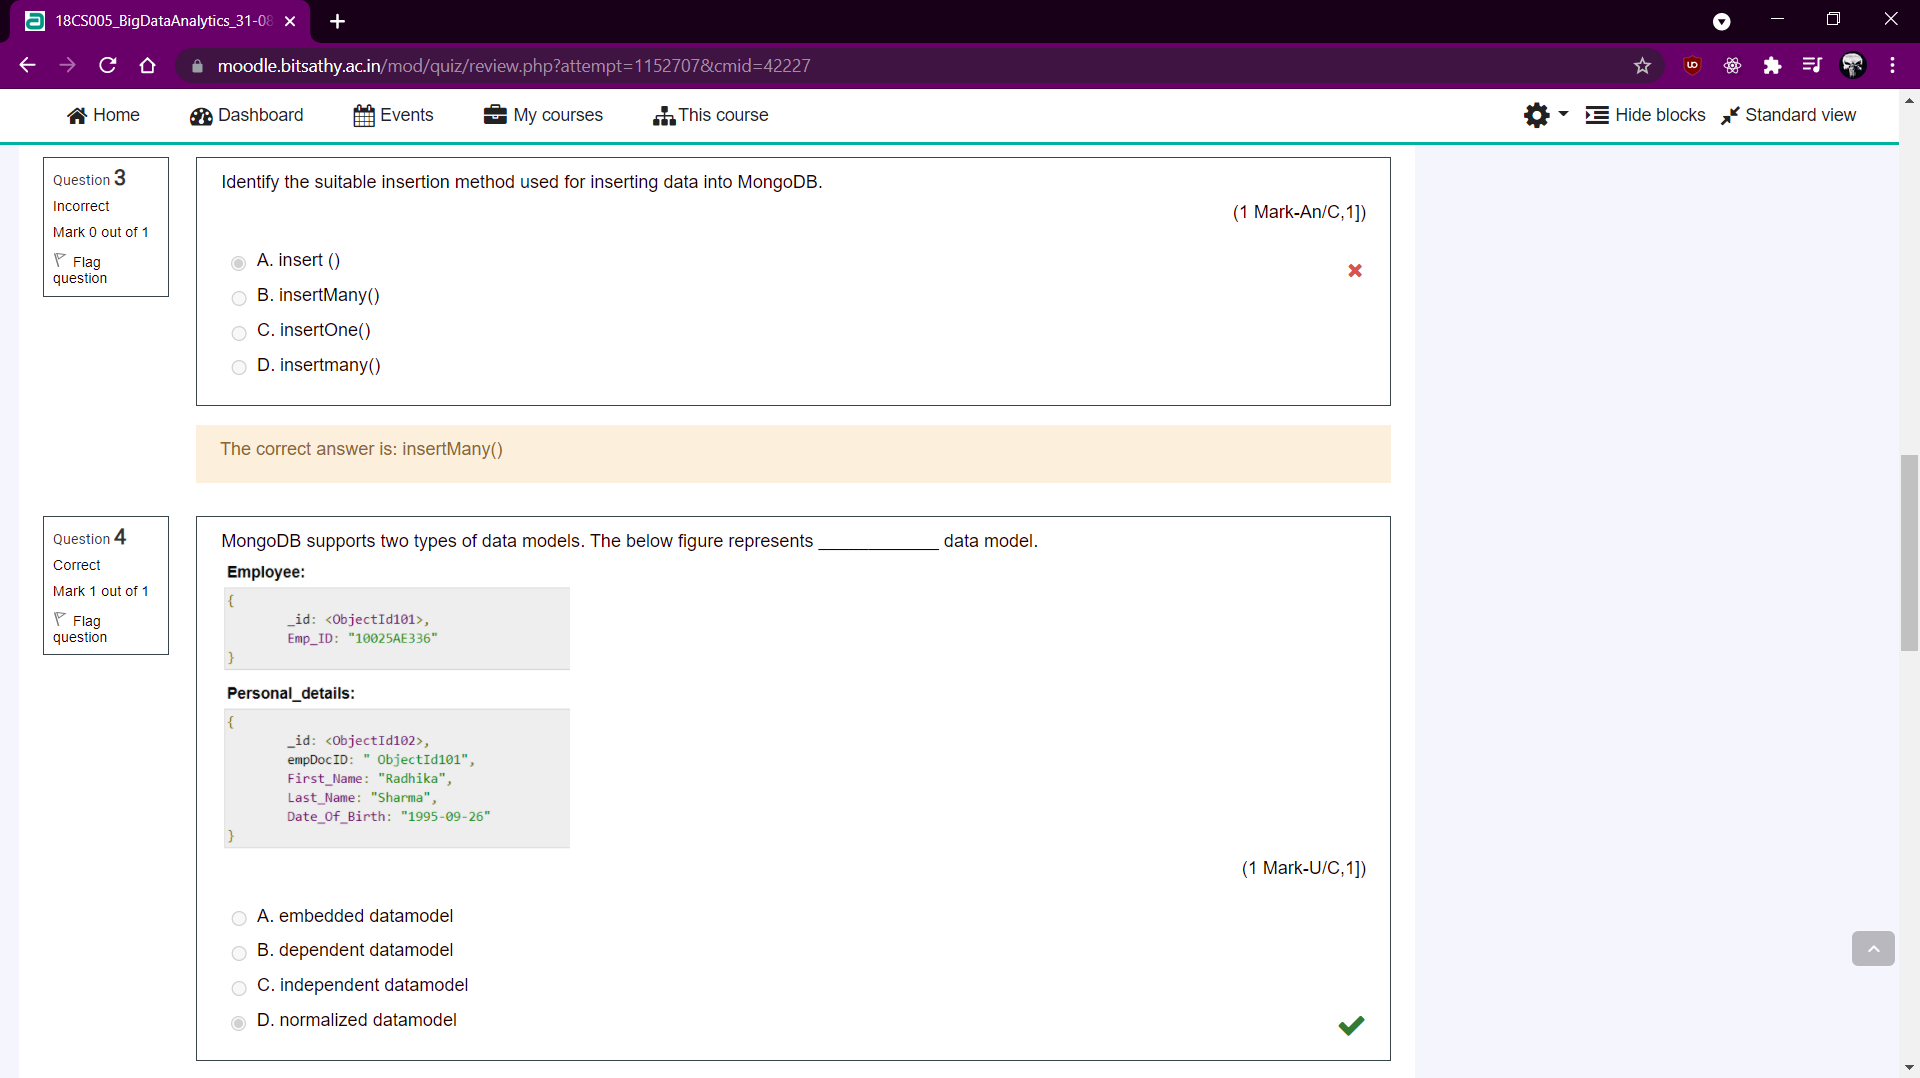 18CS005_BigDataAnalytics_31-08
moodle.bitsathy.ac.in/mod/quiz/review.php?attempt=1152707&cmid=42227
Home Dashboard Events My courses This course Hide blocks Standard view
Question 3
Incorrect
Mark 0 out of 1
Flag
question
Identify the suitable insertion method used for inserting data into MongoDB.
(1 Mark-An/C,1])
A. insert ()
B. insertMany()
C. insertOne()
D. insertmany()
The correct answer is: insertMany()
Question 4
Correct
Mark 1 out of 1
Flag
question
MongoDB supports two types of data models. The below figure represents ____________ data model.
Employee:
{
_id: <ObjectId101>,
Emp_ID: "10025AE336"
}
Personal_details:
{
_id: <ObjectId102>,
empDocID: " ObjectId101",
First_Name: "Radhika",
Last_Name: "Sharma",
Date_Of_Birth: "1995-09-26"
}
(1 Mark-U/C,1])
A. embedded datamodel
B. dependent datamodel
C. independent datamodel
D. normalized datamodel